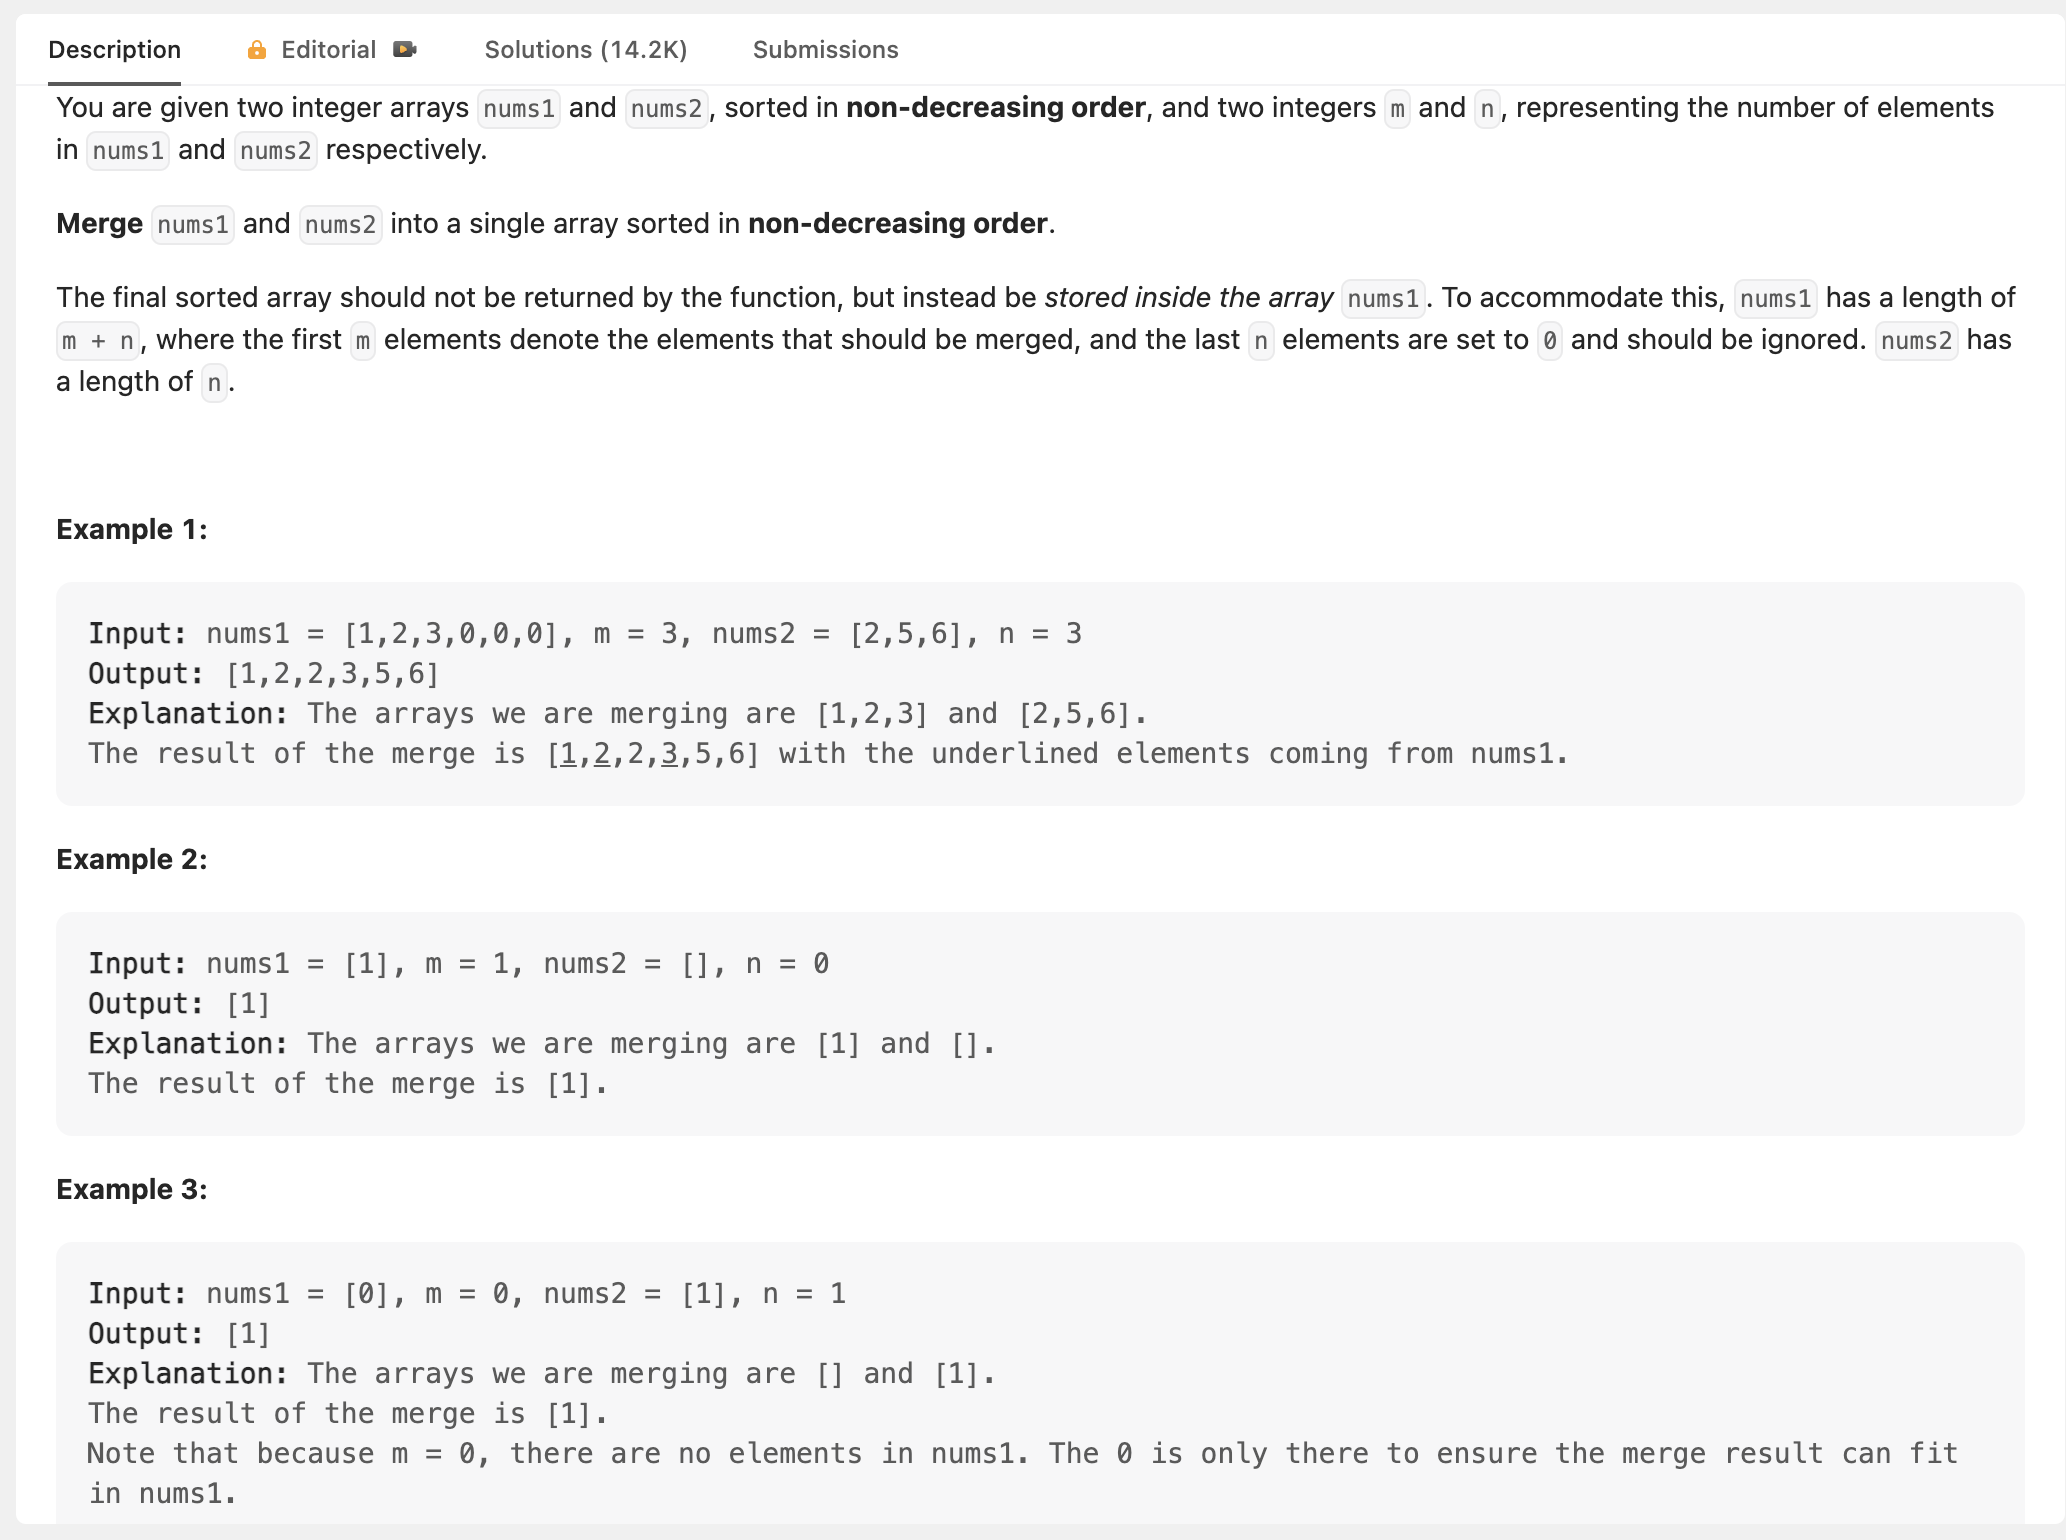 Description Editorial Solutions (14.2K) Submissions
You are given two integer arrays nums1 and nums2, sorted in non-decreasing order, and two integers m and n, representing the number of elements
in nums1 and nums2 respectively.
Merge nums1 and nums2 into a single array sorted in non-decreasing order.
The final sorted array should not be returned by the function, but instead be stored inside the array nums1. To accommodate this, nums1 has a length of
m + n, where the first m elements denote the elements that should be merged, and the last n elements are set to 0 and should be ignored. nums2 has
a length of n.
Example 1:
Input: nums1 = [1,2,3,0,0,0], m = 3, nums2 = [2,5,6], n = 3
Output: [1,2,2,3,5,6]
Explanation: The arrays we are merging are [1,2,3] and [2,5,6].
The result of the merge is [1,2,2,3,5,6] with the underlined elements coming from nums1.
Example 2:
Input: nums1 = [1], m = 1, nums2 = [], n = 0
Output: [1]
Explanation: The arrays we are merging are [1] and [].
The result of the merge is [1].
Example 3:
Input: nums1 = [0], m = 0, nums2 = [1], n = 1
Output: [1]
Explanation: The arrays we are merging are [] and [1].
The result of the merge is [1].
Note that because m = 0, there are no elements in nums1. The 0 is only there to ensure the merge result can fit
in nums1.